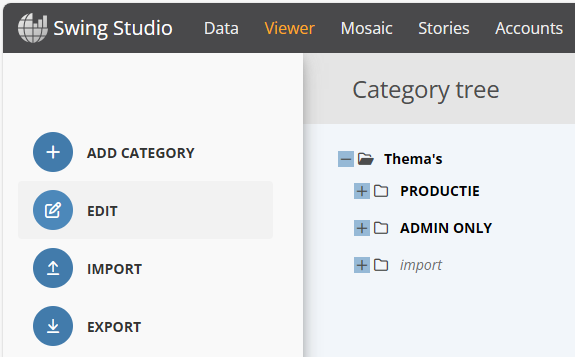 Swing Studio Data Viewer Mosaic Stories Accounts
Category tree
ADD CATEGORY
EDIT
IMPORT
EXPORT
Thema's
PRODUCTIE
ADMIN ONLY
import